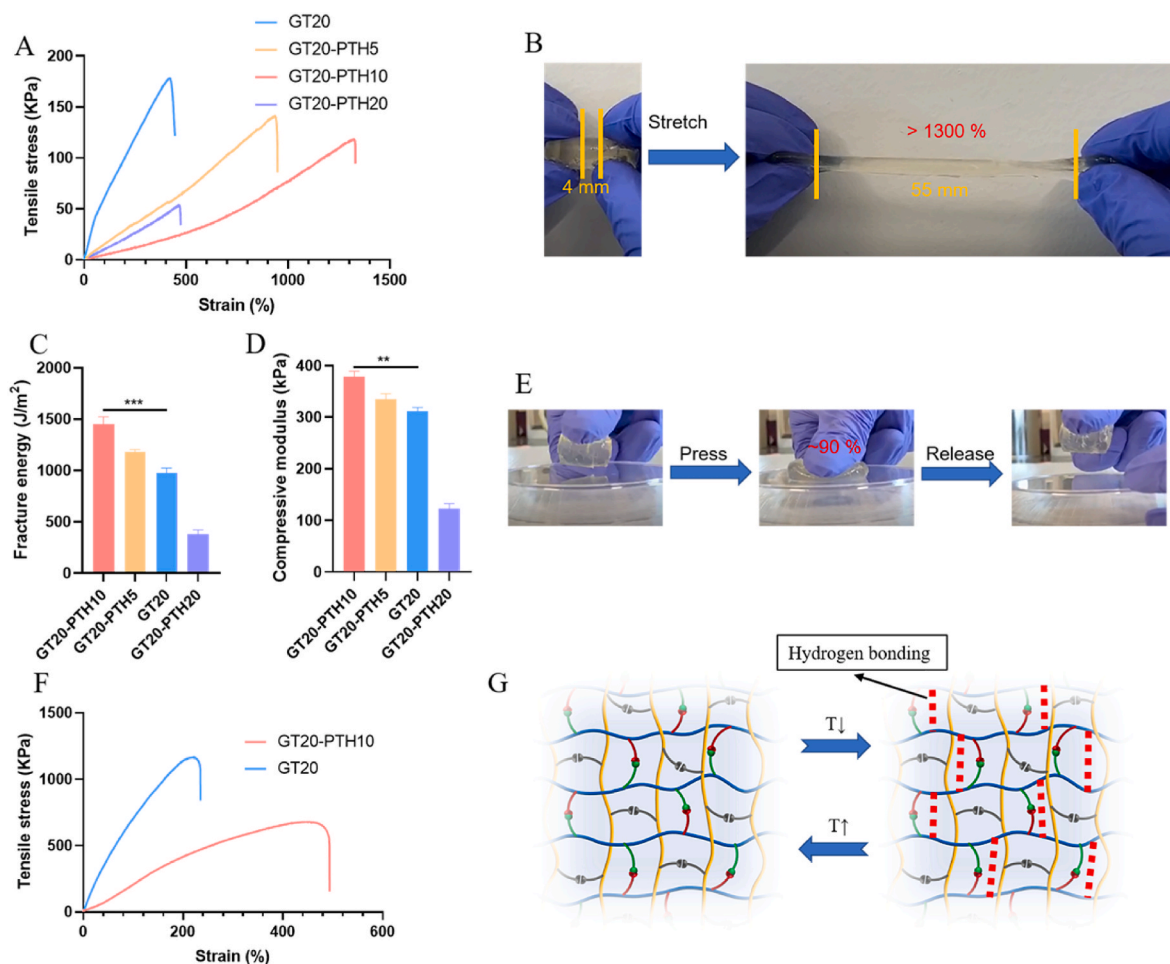 A
GT20
GT20-PTH5
GT20-PTH10
GT20-PTH20
Tensile stress (KPa)
200
150
100
50
0
0
500
1000
1500
Strain (%)
B
4 mm
Stretch
> 1300 %
55 mm
C
Fracture energy (J/m²)
2000
1500
1000
500
0
***
GT20-PTH10
GT20-PTH5
GT20
GT20-PTH20
D
Compressive modulus (kPa)
400
300
200
100
0
**
GT20-PTH10
GT20-PTH5
GT20
GT20-PTH20
E
Press
~90 %
Release
F
GT20-PTH10
GT20
Tensile stress (KPa)
1500
1000
500
0
0
200
400
600
Strain (%)
G
Hydrogen bonding
T↓
T↑